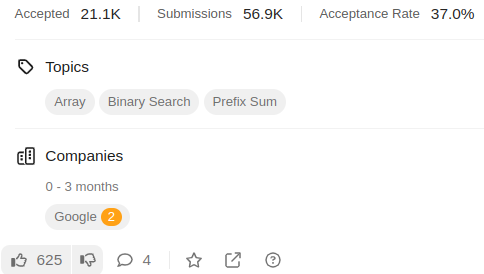 Accepted 21.1K Submissions 56.9K Acceptance Rate 37.0%
Topics
Array Binary Search Prefix Sum
Companies
0 - 3 months
Google 2
625 4